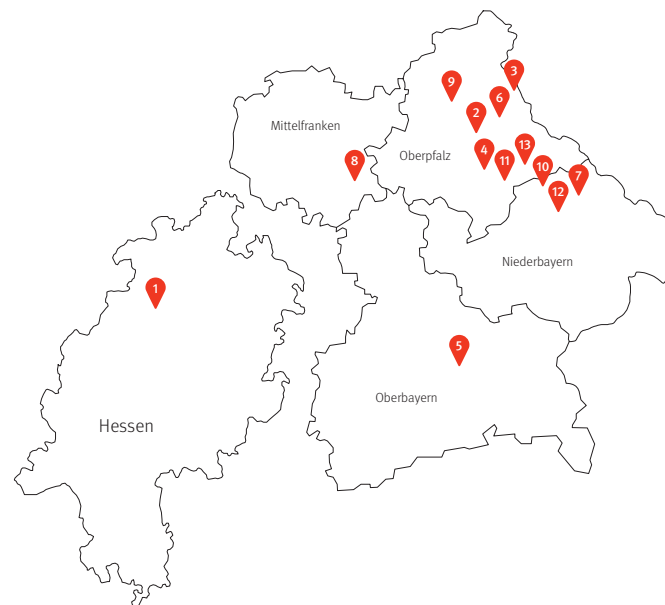 3
9
6
2
Mittelfranken
13
4
Oberpfalz
11
8
10
7
12
Niederbayern
1
5
Oberbayern
Hessen